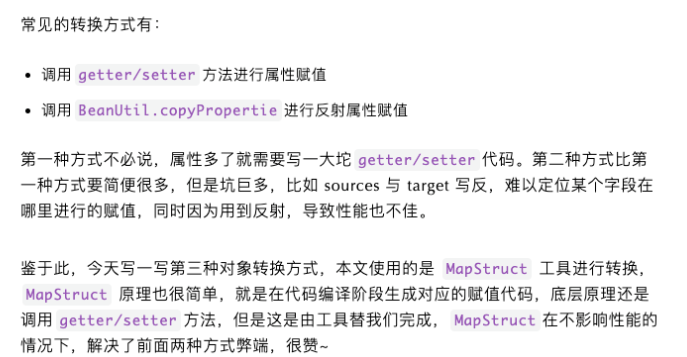 常见的转换方式有：
• 调用 getter/setter 方法进行属性赋值
• 调用 BeanUtil.copyPropertie 进行反射属性赋值
第一种方式不必说，属性多了就需要写一大坨 getter/setter 代码。第二种方式比第
一种方式要简便很多，但是坑巨多，比如 sources 与 target 写反，难以定位某个字段在
哪里进行的赋值，同时因为用到反射，导致性能也不佳。
鉴于此，今天写一写第三种对象转换方式，本文使用的是 MapStruct 工具进行转换，
MapStruct 原理也很简单，就是在代码编译阶段生成对应的赋值代码，底层原理还是
调用 getter/setter 方法，但是这是由工具替我们完成， MapStruct 在不影响性能的
情况下，解决了前面两种方式弊端，很赞~